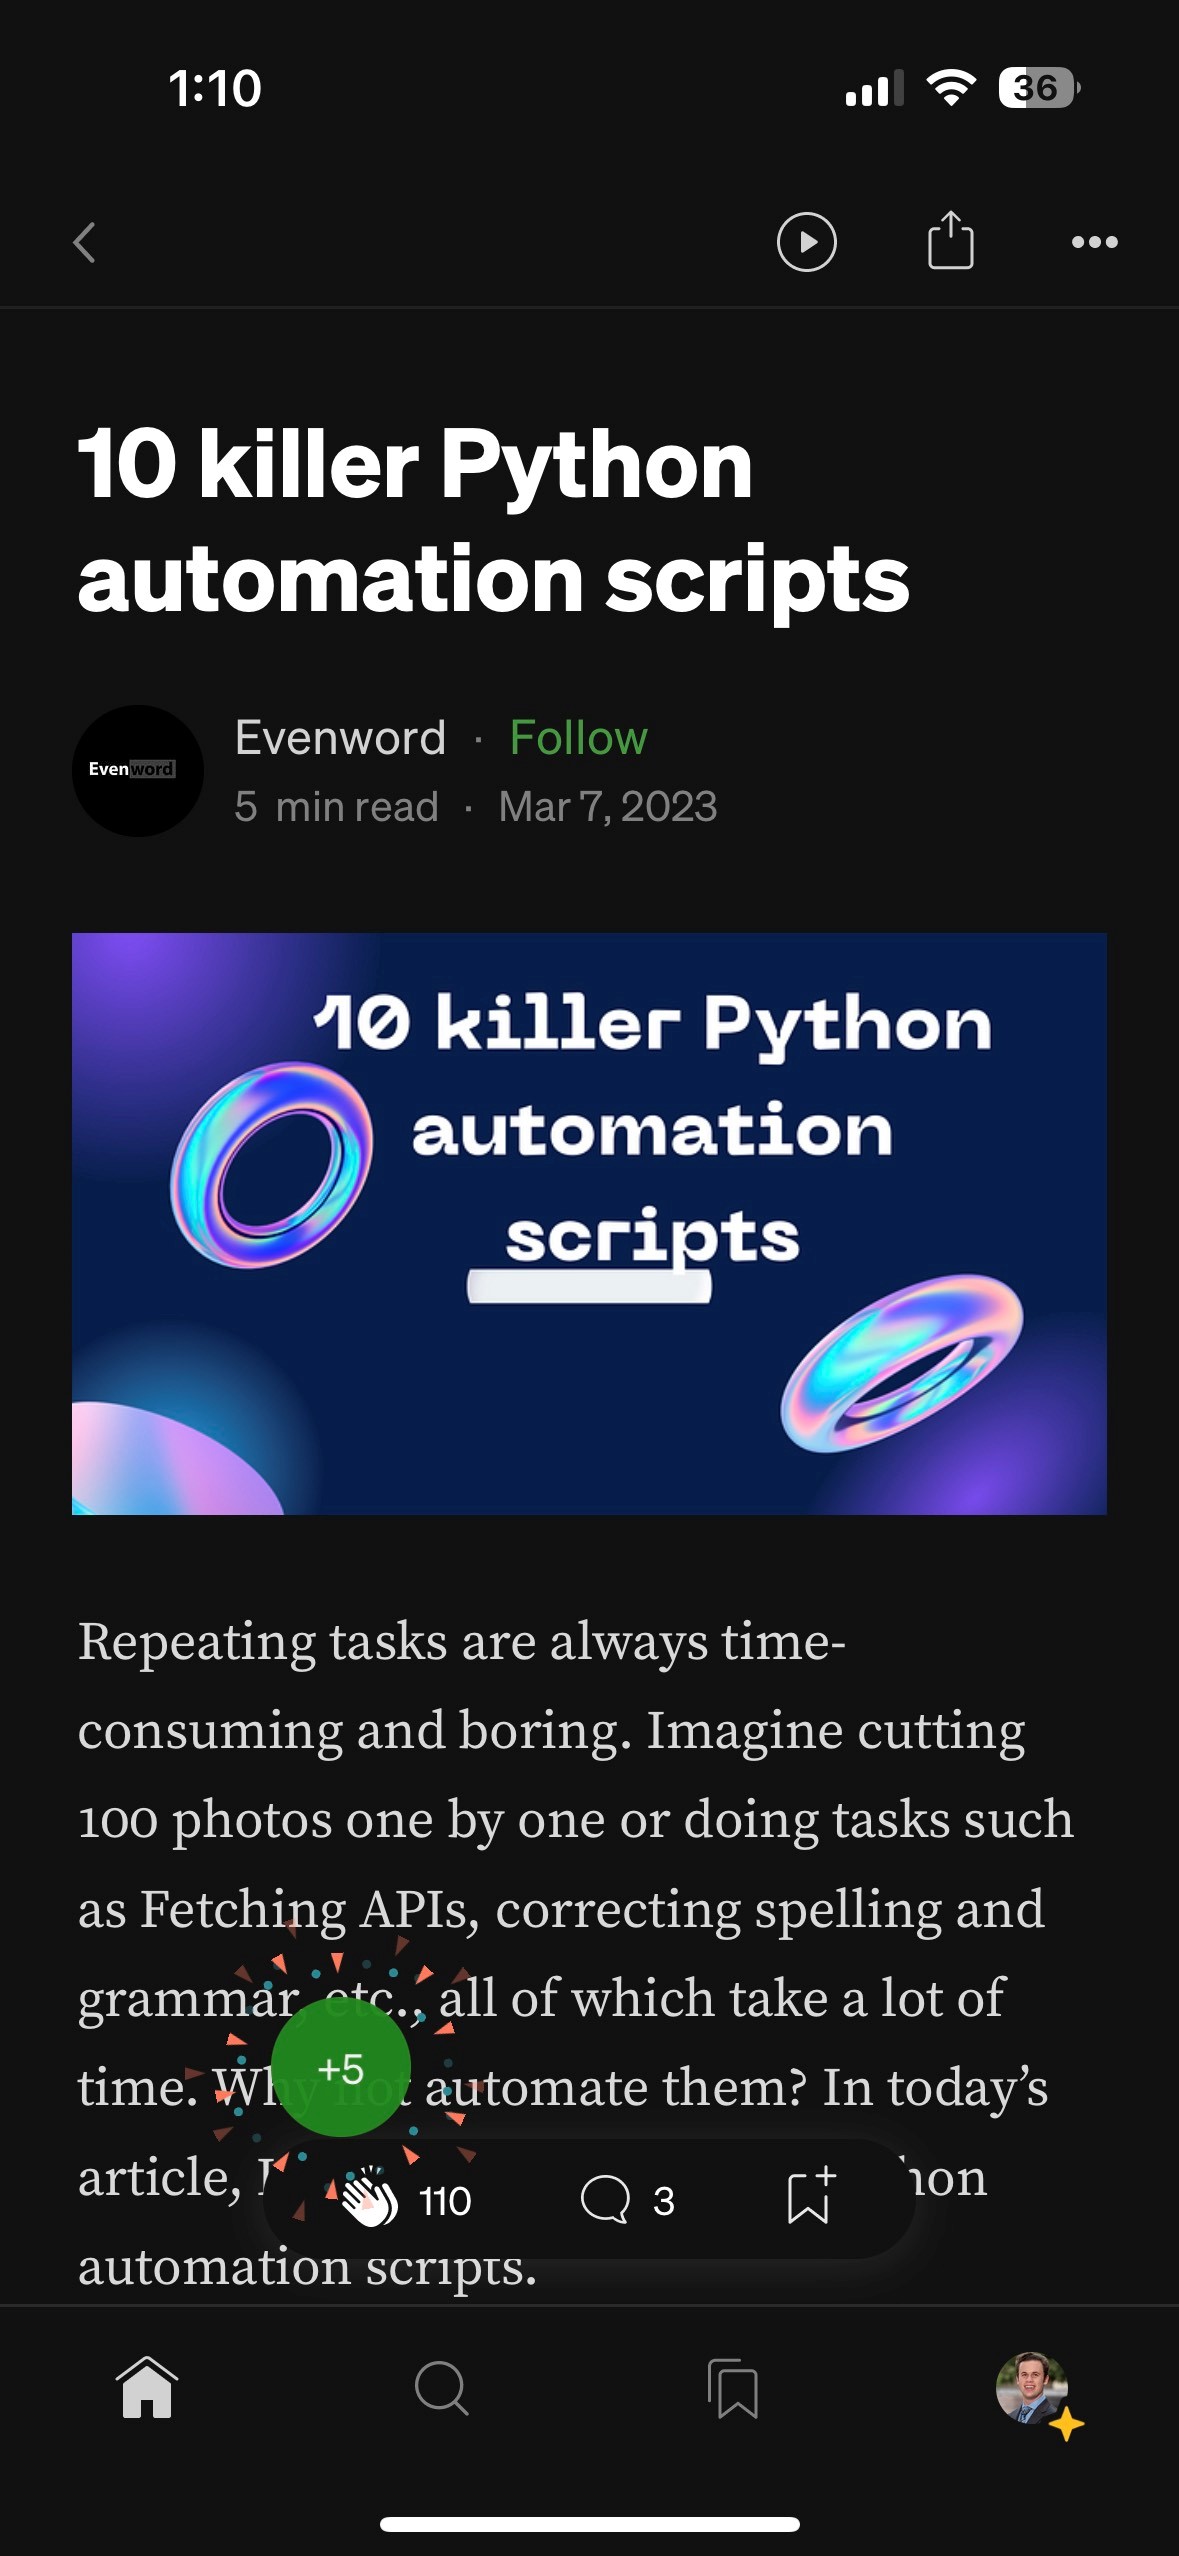 1:10
36
10 killer Python
automation scripts
Evenword
Evenword · Follow
5 min read · Mar 7, 2023
10 killer Python
automation
scripts
Repeating tasks are always time-
consuming and boring. Imagine cutting
100 photos one by one or doing tasks such
as Fetching APIs, correcting spelling and
grammar, etc., all of which take a lot of
+5
time. Why not automate them? In today’s
article,
110
3
automation scripts.